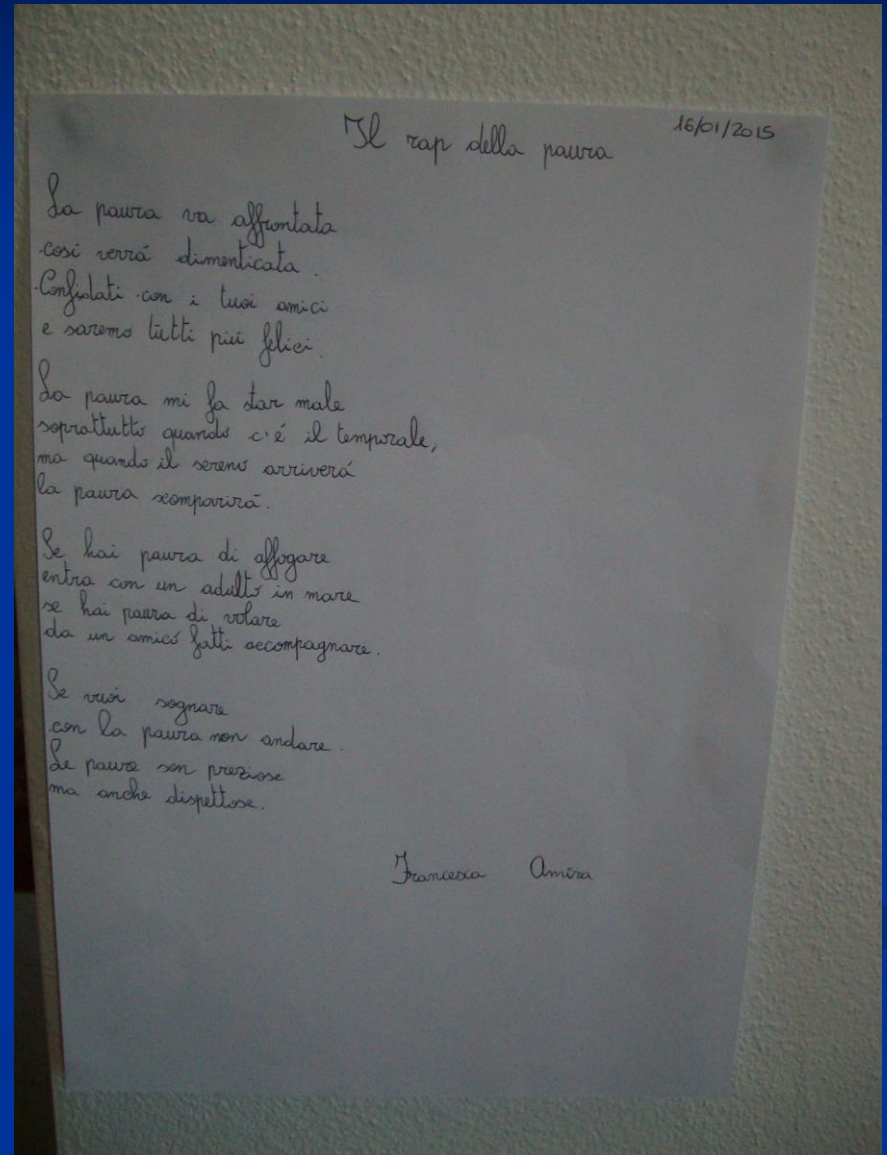 Il rap della paura 16/01/2015
La paura va affrontata
così verrá dimenticata.
Confidati con i tuoi amici
e saremo tutti più felici.
La paura mi fa star male
soprattutto quando c'é il temporale,
ma quando il sereno arriverá
la paura scomparirá.
Se hai paura di affogare
entra con un adulto in mare
se hai paura di volare
da un amico fatti accompagnare.
Se vuoi sognare
con la paura non andare.
Le paure son preziose
ma anche dispettose.
Francesca Amira